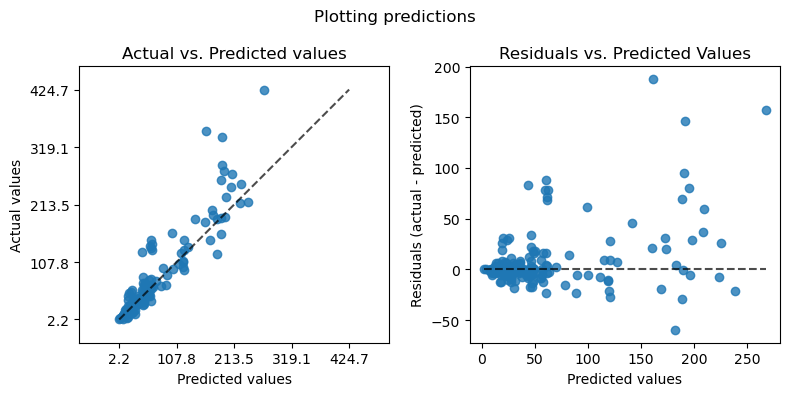 Plotting predictions
Actual vs. Predicted values
Actual values
424.7
319.1
213.5
107.8
2.2
2.2 107.8 213.5 319.1 424.7
Predicted values
Residuals vs. Predicted Values
Residuals (actual - predicted)
200
150
100
50
0
−50
0 50 100 150 200 250
Predicted values